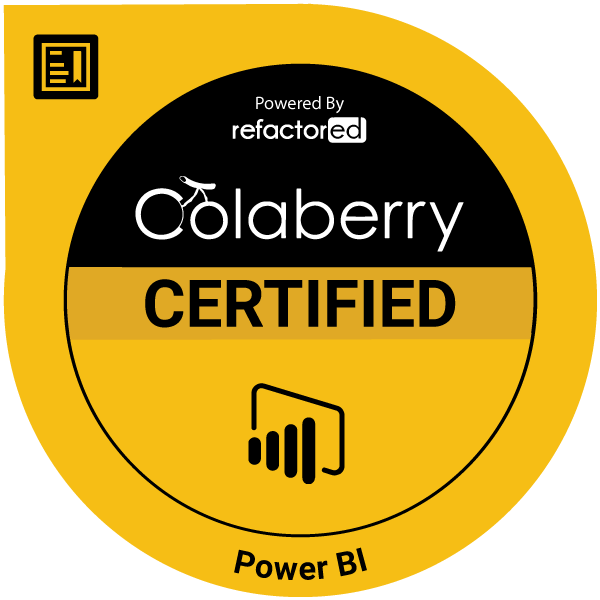 Powered By
refactored
Colaberry
CERTIFIED
Power BI